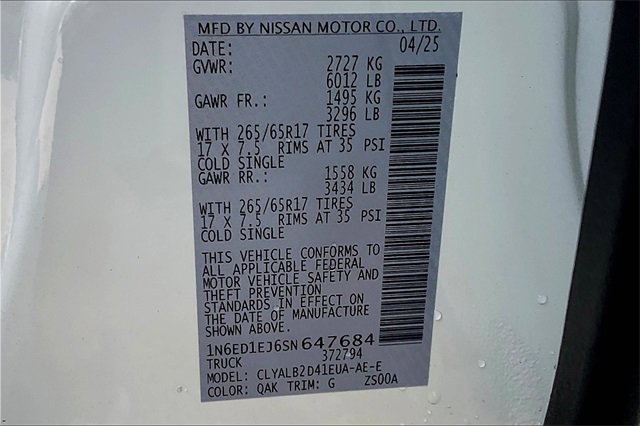 MFD BY NISSAN MOTOR CO., LTD.
DATE: 04/25
GVWR: 2727 KG
6012 LB
GAWR FR.: 1495 KG
3296 LB
WITH 265/65R17 TIRES
17 X 7.5 RIMS AT 35 PSI
COLD SINGLE
GAWR RR.: 1558 KG
3434 LB
WITH 265/65R17 TIRES
17 X 7.5 RIMS AT 35 PSI
COLD SINGLE
THIS VEHICLE CONFORMS TO
ALL APPLICABLE FEDERAL
MOTOR VEHICLE SAFETY AND
THEFT PREVENTION
STANDARDS IN EFFECT ON
THE DATE OF MANUFACTURE
SHOWN ABOVE.
1N6ED1EJ6SN647684
TRUCK 372794
MODEL: CLYALB2D41EUA-AE-E
COLOR: QAK TRIM: G ZS00A